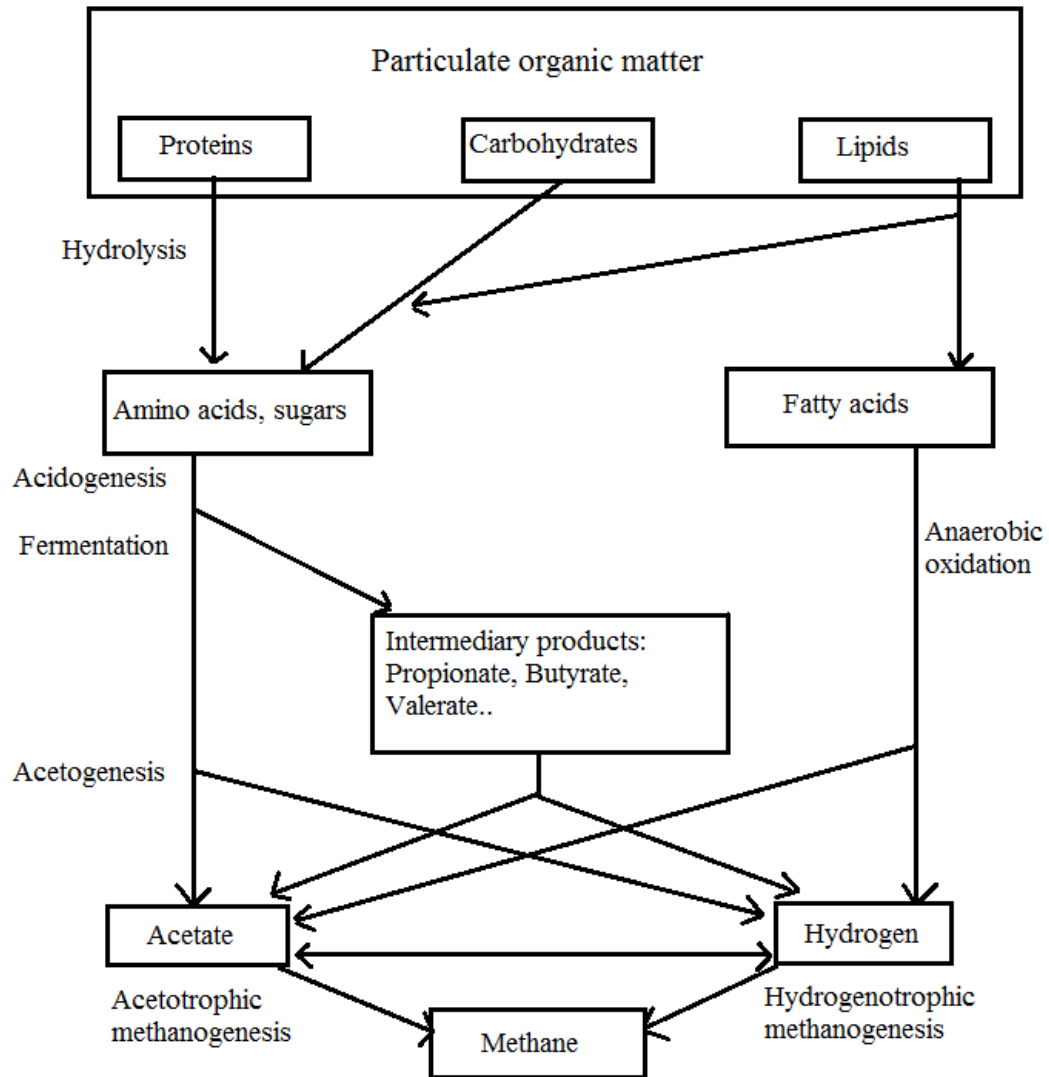 Particulate organic matter
Proteins
Carbohydrates
Lipids
Hydrolysis
Amino acids, sugars
Fatty acids
Acidogenesis
Fermentation
Anaerobic
oxidation
Intermediary products:
Propionate, Butyrate,
Valerate..
Acetogenesis
Acetate
Hydrogen
Acetotrophic
methanogenesis
Hydrogenotrophic
methanogenesis
Methane